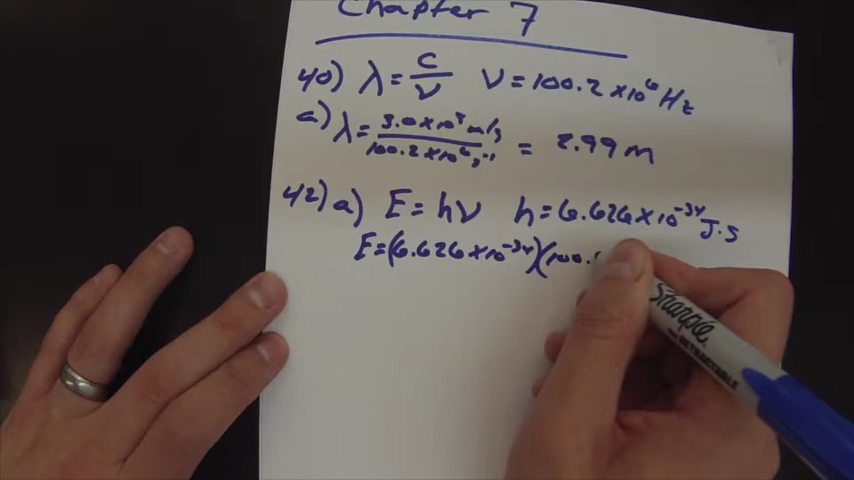 Chapter 7
40) λ = c/ν ν = 100.2 × 10⁶ Hz
a) λ = 3.0 × 10⁸ m/s / 100.2 × 10⁶ s⁻¹ = 2.99 m
42) a) E = hν h = 6.626 × 10⁻³⁴ J·s
E = (6.626 × 10⁻³⁴)(100.
Sharpie
RETRACTABLE